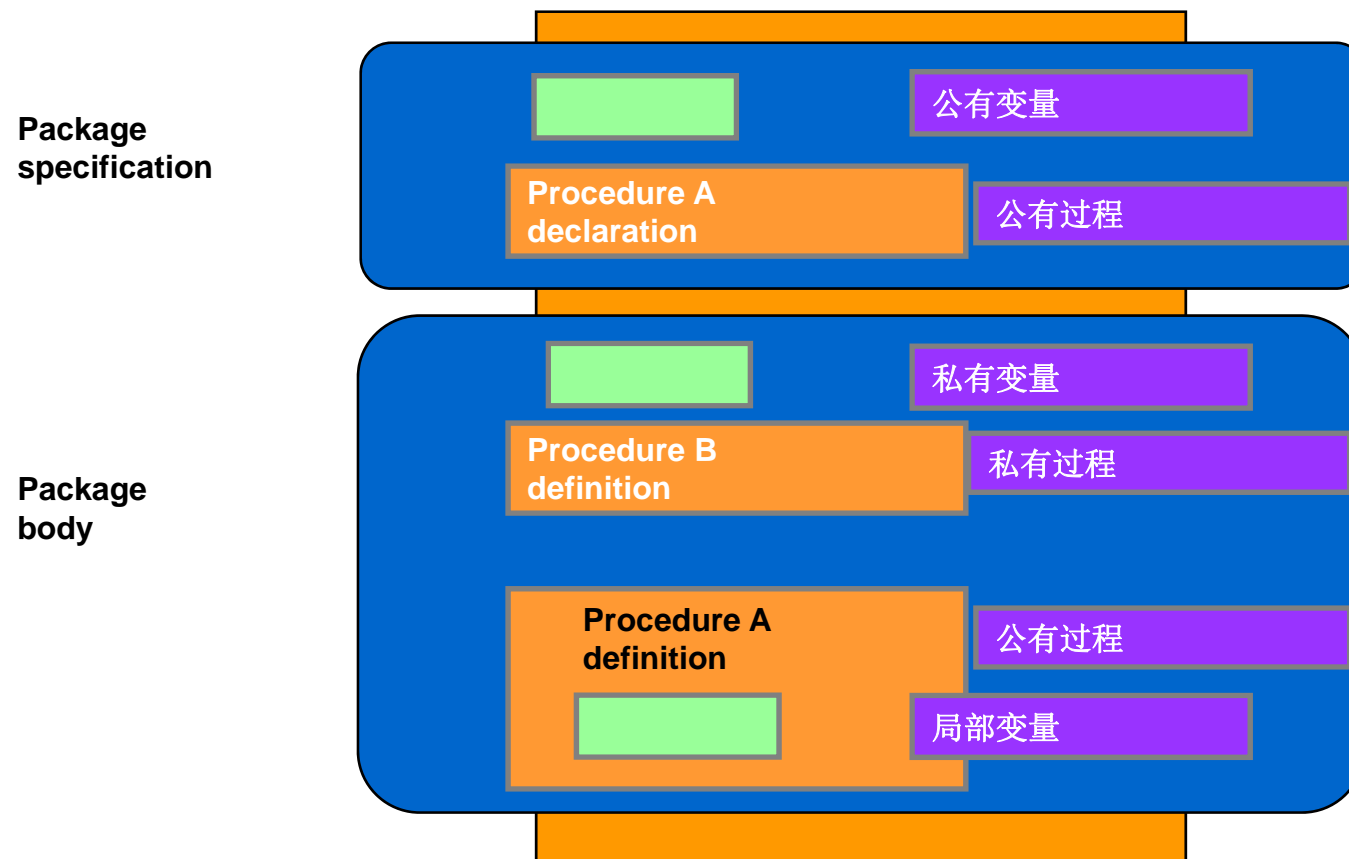 Package
specification
公有变量
Procedure A
declaration
公有过程
Package
body
私有变量
Procedure B
definition
私有过程
Procedure A
definition
公有过程
局部变量